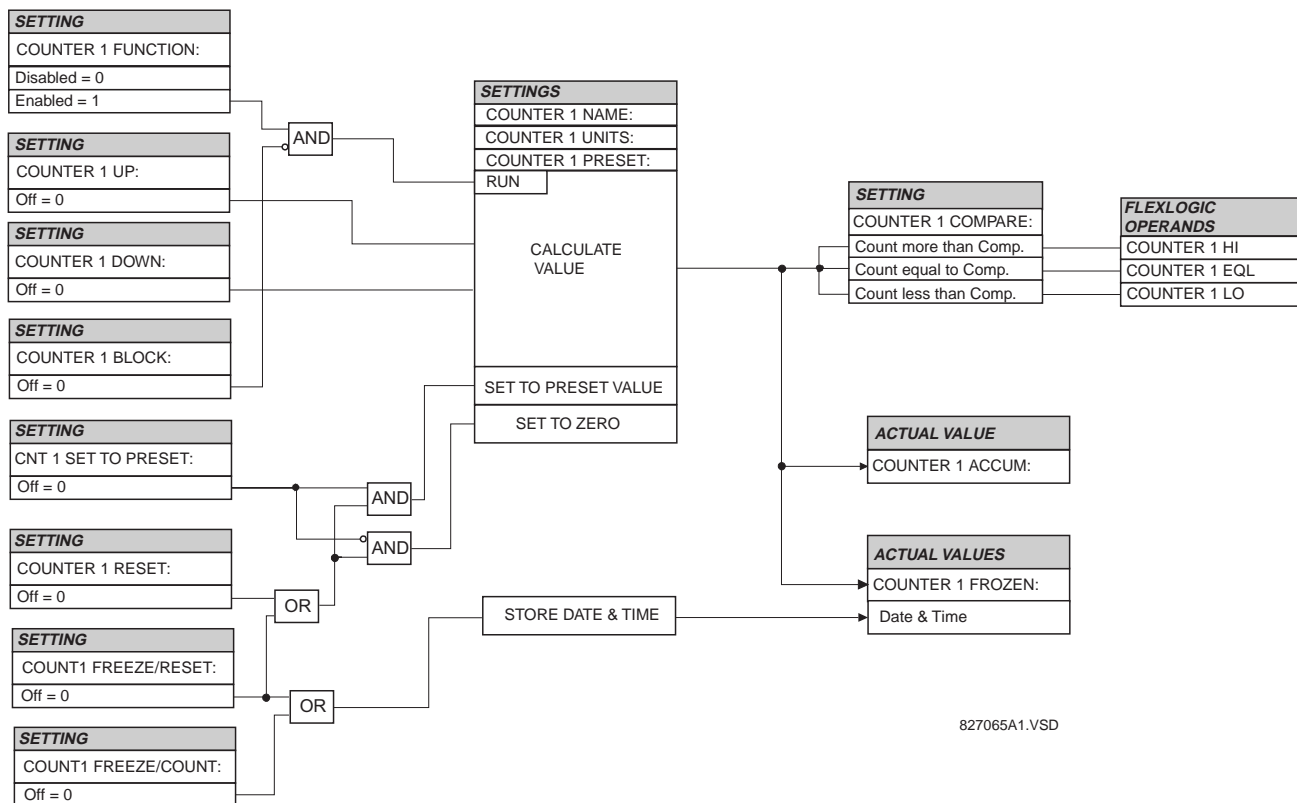 SETTING
COUNTER 1 FUNCTION:
Disabled = 0
Enabled = 1
SETTING
COUNTER 1 UP:
Off = 0
SETTING
COUNTER 1 DOWN:
Off = 0
SETTING
COUNTER 1 BLOCK:
Off = 0
SETTING
CNT 1 SET TO PRESET:
Off = 0
SETTING
COUNTER 1 RESET:
Off = 0
SETTING
COUNT1 FREEZE/RESET:
Off = 0
SETTING
COUNT1 FREEZE/COUNT:
Off = 0
AND
AND
AND
OR
OR
SETTINGS
COUNTER 1 NAME:
COUNTER 1 UNITS:
COUNTER 1 PRESET:
RUN
CALCULATE
VALUE
SET TO PRESET VALUE
SET TO ZERO
STORE DATE & TIME
SETTING
COUNTER 1 COMPARE:
Count more than Comp.
Count equal to Comp.
Count less than Comp.
FLEXLOGIC
OPERANDS
COUNTER 1 HI
COUNTER 1 EQL
COUNTER 1 LO
ACTUAL VALUE
COUNTER 1 ACCUM:
ACTUAL VALUES
COUNTER 1 FROZEN:
Date & Time
827065A1.VSD